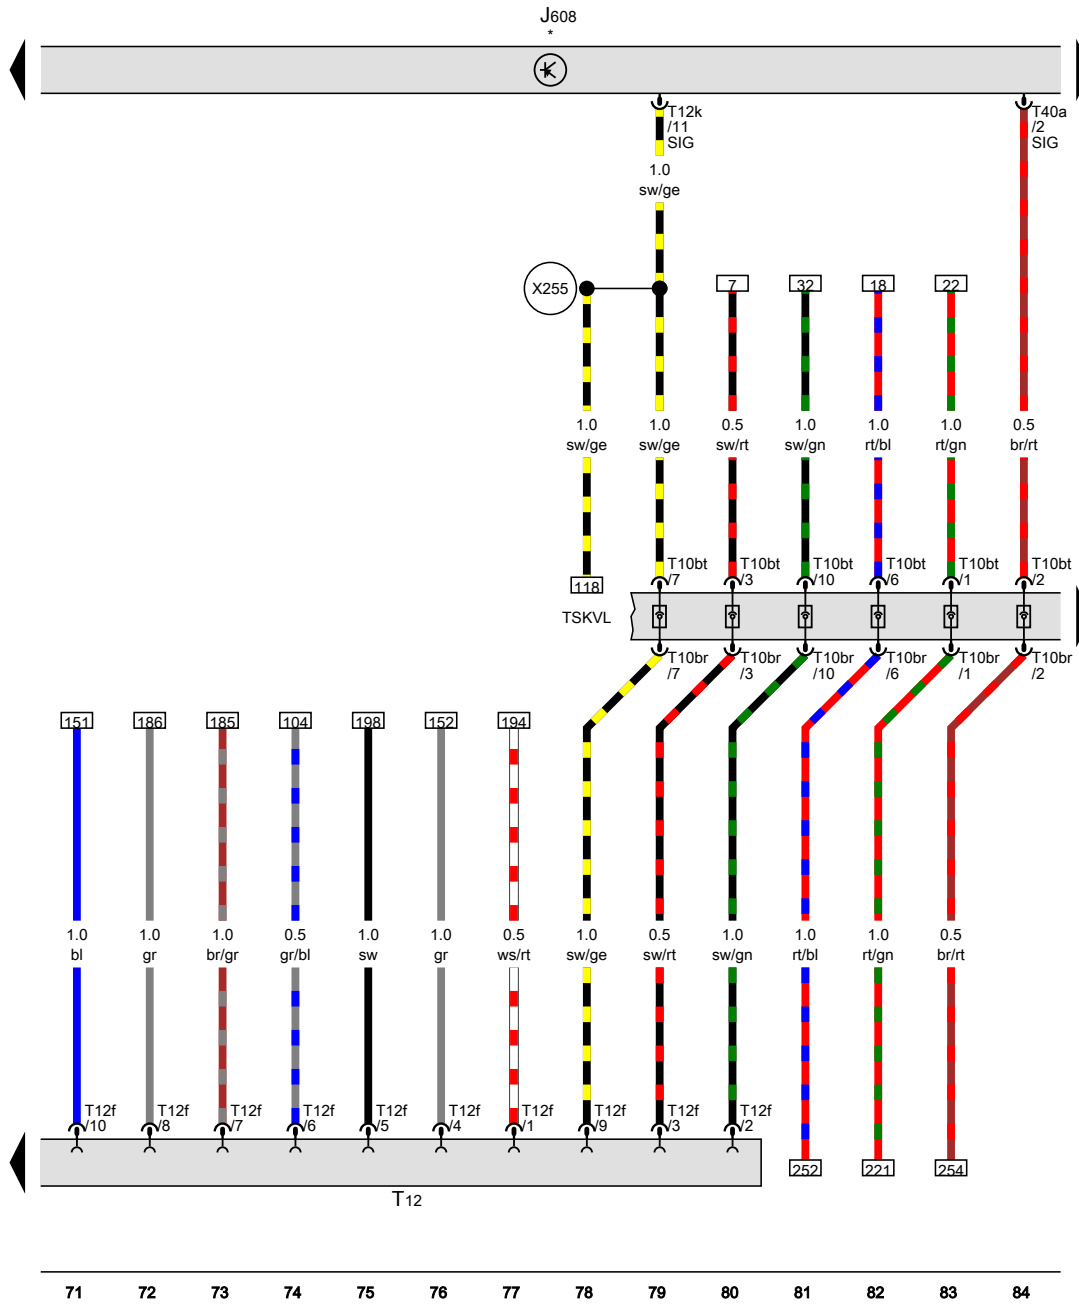 J608
*
T12k
/11
SIG
T40a
/2
SIG
1.0
sw/ge
X255
7
32
18
22
1.0
sw/ge
1.0
sw/ge
0.5
sw/rt
1.0
sw/gn
1.0
rt/bl
1.0
rt/gn
0.5
br/rt
118
T10bt
/7
T10bt
/3
T10bt
/10
T10bt
/6
T10bt
/1
T10bt
/2
TSKVL
T10br
/7
T10br
/3
T10br
/10
T10br
/6
T10br
/1
T10br
/2
151
186
185
104
198
152
194
1.0
bl
1.0
gr
1.0
br/gr
0.5
gr/bl
1.0
sw
1.0
gr
0.5
ws/rt
1.0
sw/ge
0.5
sw/rt
1.0
sw/gn
1.0
rt/bl
1.0
rt/gn
0.5
br/rt
T12f
/10
T12f
/8
T12f
/7
T12f
/6
T12f
/5
T12f
/4
T12f
/1
T12f
/9
T12f
/3
T12f
/2
252
221
254
T12
71 72 73 74 75 76 77 78 79 80 81 82 83 84